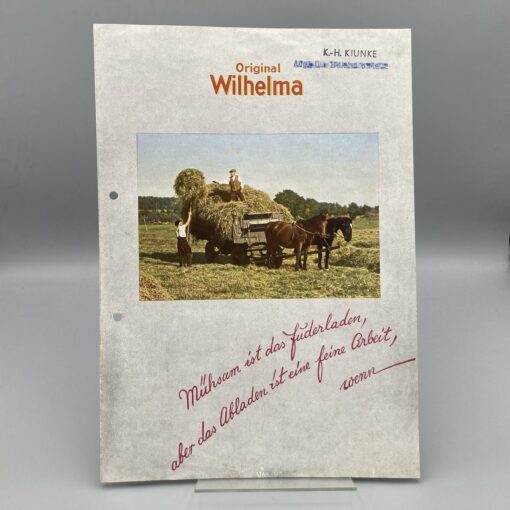 K.-H. KIUNKE
Original
Wilhelma
Mühsam ist das Fuderladen,
aber das Abladen ist eine feine Arbeit,
wenn